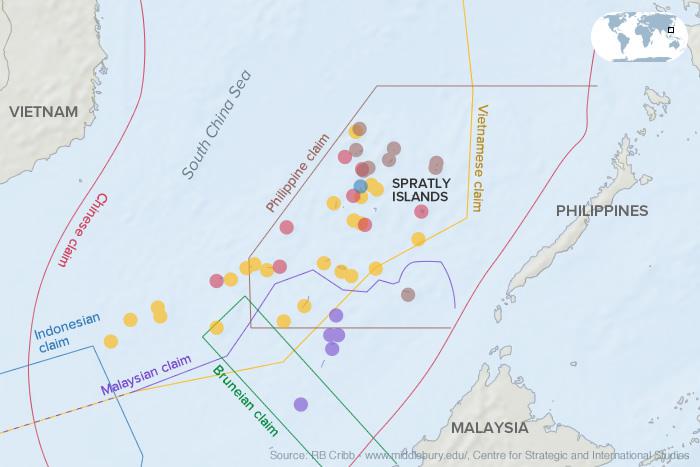 VIETNAM
South China Sea
Chinese claim
Philippine claim
Vietnamese claim
SPRATLY
ISLANDS
PHILIPPINES
Indonesian
claim
Malaysian claim
Bruneian claim
MALAYSIA
Source: RB Cribb - www.middlebury.edu/, Centre for Strategic and International Studies